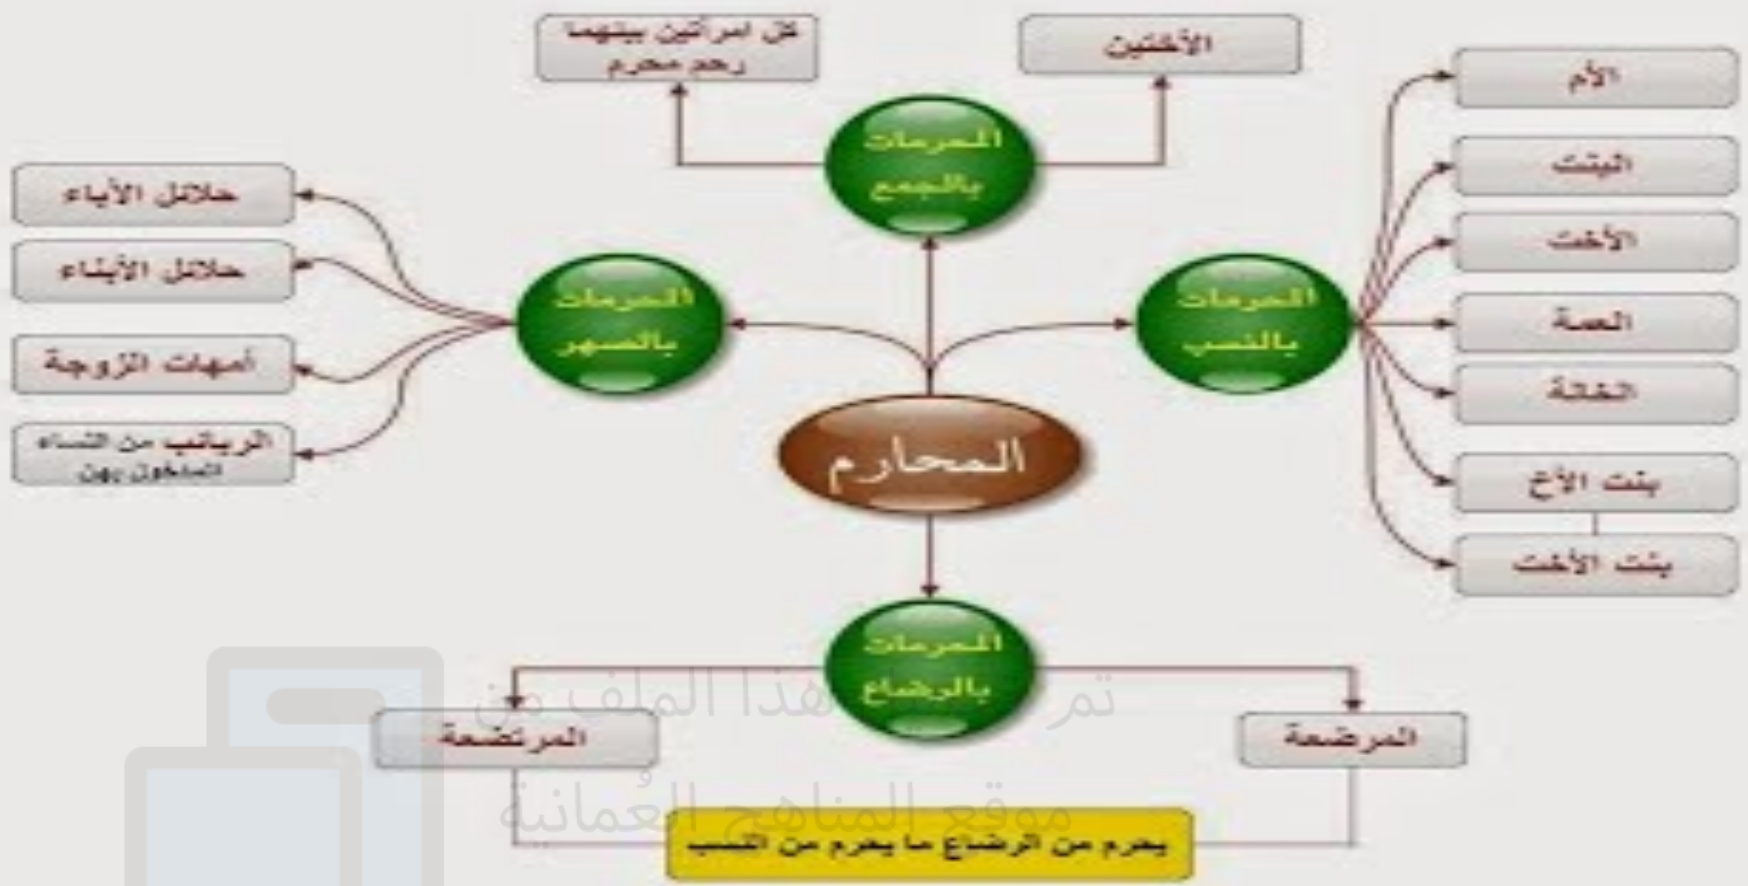 كل امرأتين بينهما
رحم محرم
الأختين
المحرمات
بالجمع
الأم
البنت
الأخت
العمة
الخالة
بنت الأخ
بنت الأخت
المحرمات
بالنسب
المحرمات
بالصهر
حلائل الأباء
حلائل الأبناء
أمهات الزوجة
الربائب من النساء
المدخول بهن
المحارم
المحرمات
بالرضاع
المرضعة
المرتضعة
يحرم من الرضاع ما يحرم من النسب
تم هذا الملف من
موقع المناهج العُمانية